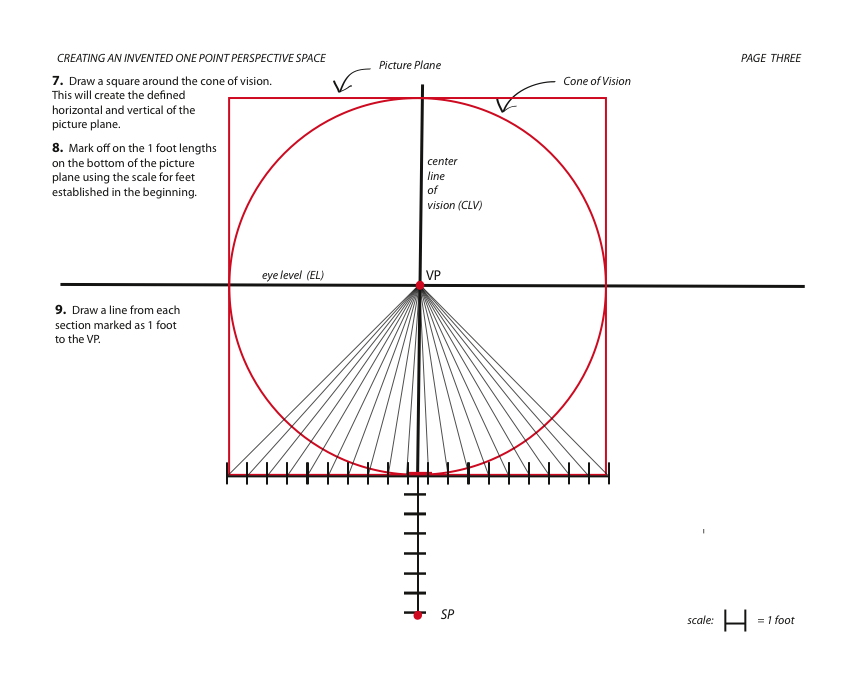 CREATING AN INVENTED ONE POINT PERSPECTIVE SPACE
PAGE THREE
Picture Plane
Cone of Vision
7. Draw a square around the cone of vision.
This will create the defined
horizontal and vertical of the
picture plane.
8. Mark off on the 1 foot lengths
on the bottom of the picture
plane using the scale for feet
established in the beginning.
center
line
of
vision (CLV)
eye level (EL)
VP
9. Draw a line from each
section marked as 1 foot
to the VP.
SP
scale:
= 1 foot